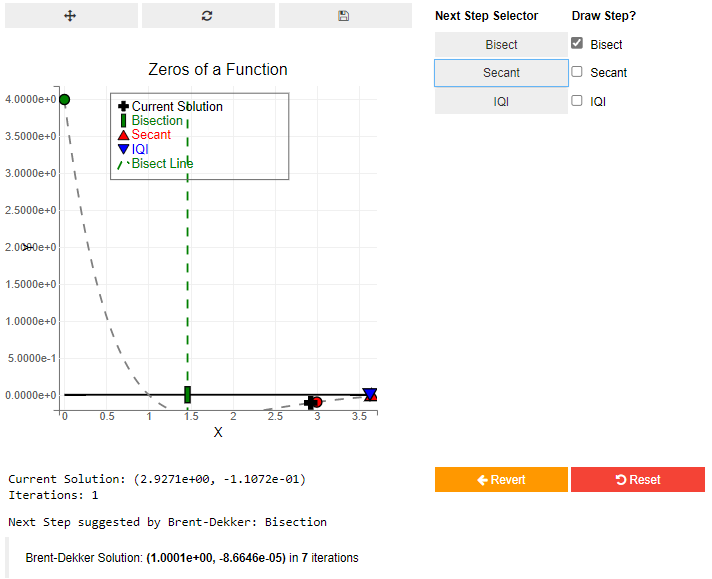 Next Step Selector Draw Step?
Bisect Bisect
Secant Secant
IQI IQI
Zeros of a Function
Current Solution
Bisection
Secant
IQI
Bisect Line
4.0000e+0
3.5000e+0
3.0000e+0
2.5000e+0
2.0000e+0
1.5000e+0
1.0000e+0
5.0000e-1
0.0000e+0
Y
0 0.5 1 1.5 2 2.5 3 3.5
X
Current Solution: (2.9271e+00, -1.1072e-01)
Iterations: 1
Next Step suggested by Brent-Dekker: Bisection
Brent-Dekker Solution: (1.0001e+00, -8.6646e-05) in 7 iterations
Revert Reset